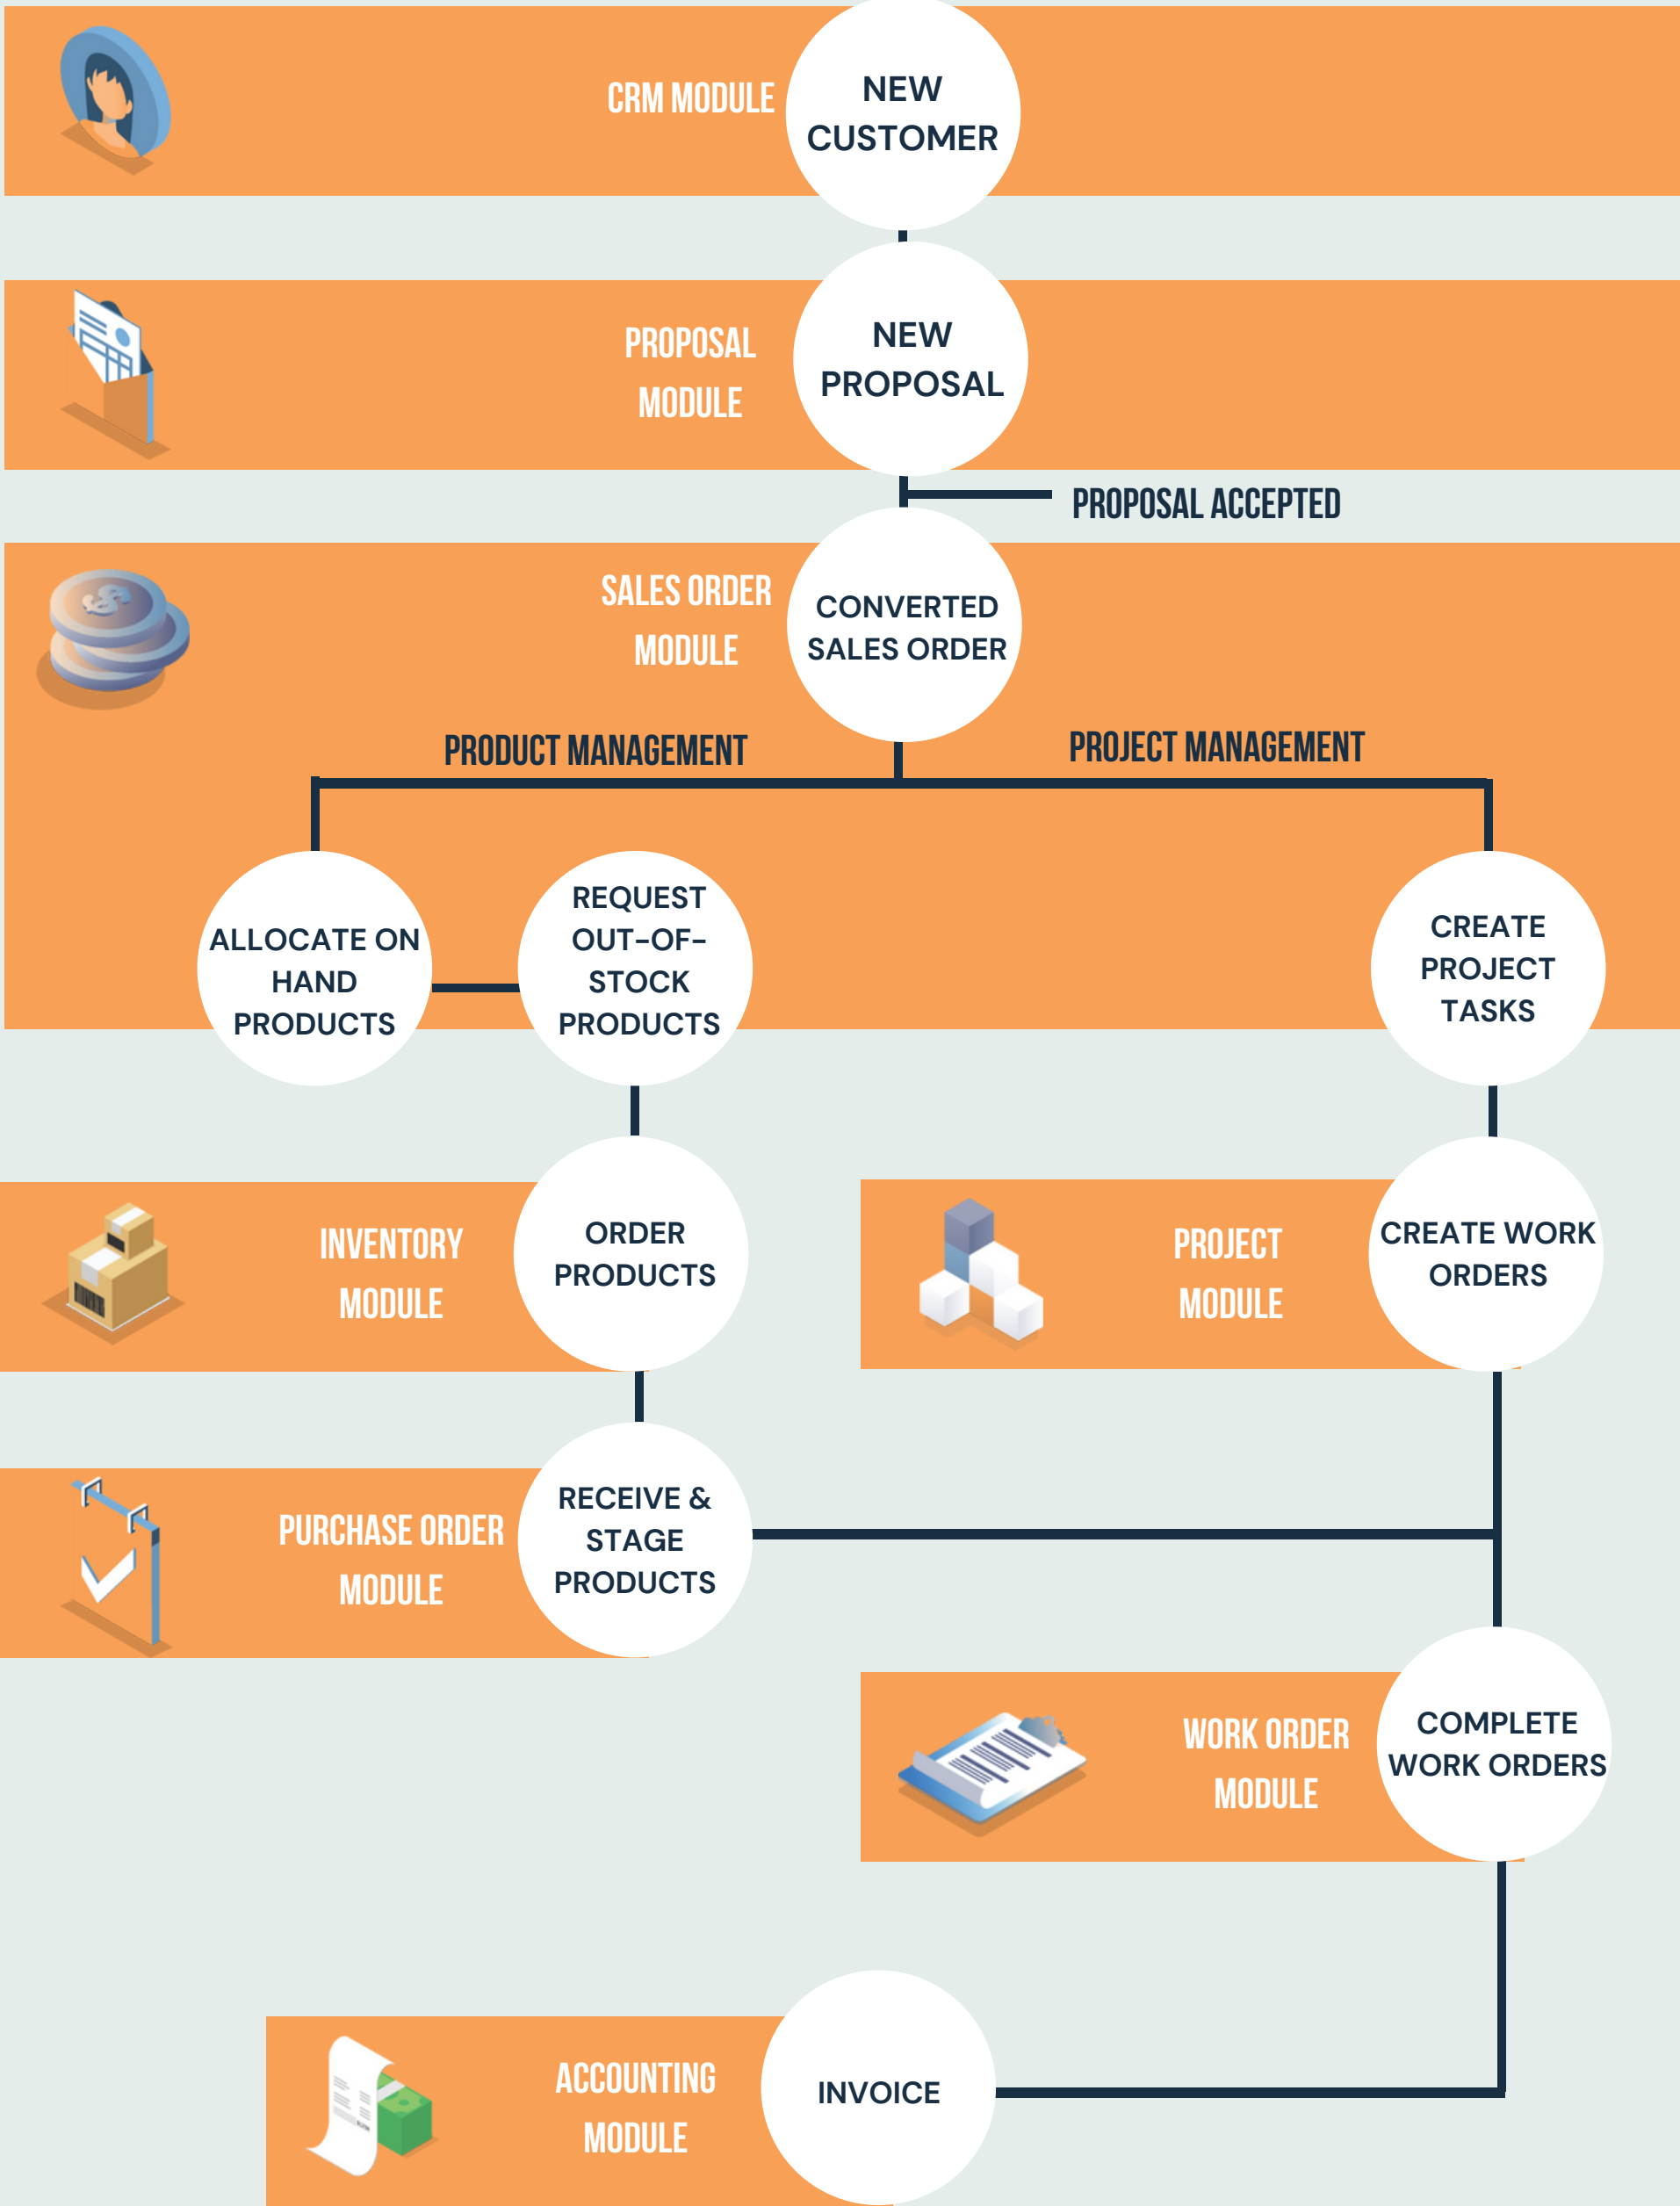 CRM MODULE
NEW
CUSTOMER
PROPOSAL
MODULE
NEW
PROPOSAL
PROPOSAL ACCEPTED
SALES ORDER
MODULE
CONVERTED
SALES ORDER
PRODUCT MANAGEMENT
PROJECT MANAGEMENT
ALLOCATE ON
HAND
PRODUCTS
REQUEST
OUT-OF-
STOCK
PRODUCTS
CREATE
PROJECT
TASKS
INVENTORY
MODULE
ORDER
PRODUCTS
PROJECT
MODULE
CREATE WORK
ORDERS
PURCHASE ORDER
MODULE
RECEIVE &
STAGE
PRODUCTS
WORK ORDER
MODULE
COMPLETE
WORK ORDERS
ACCOUNTING
MODULE
INVOICE